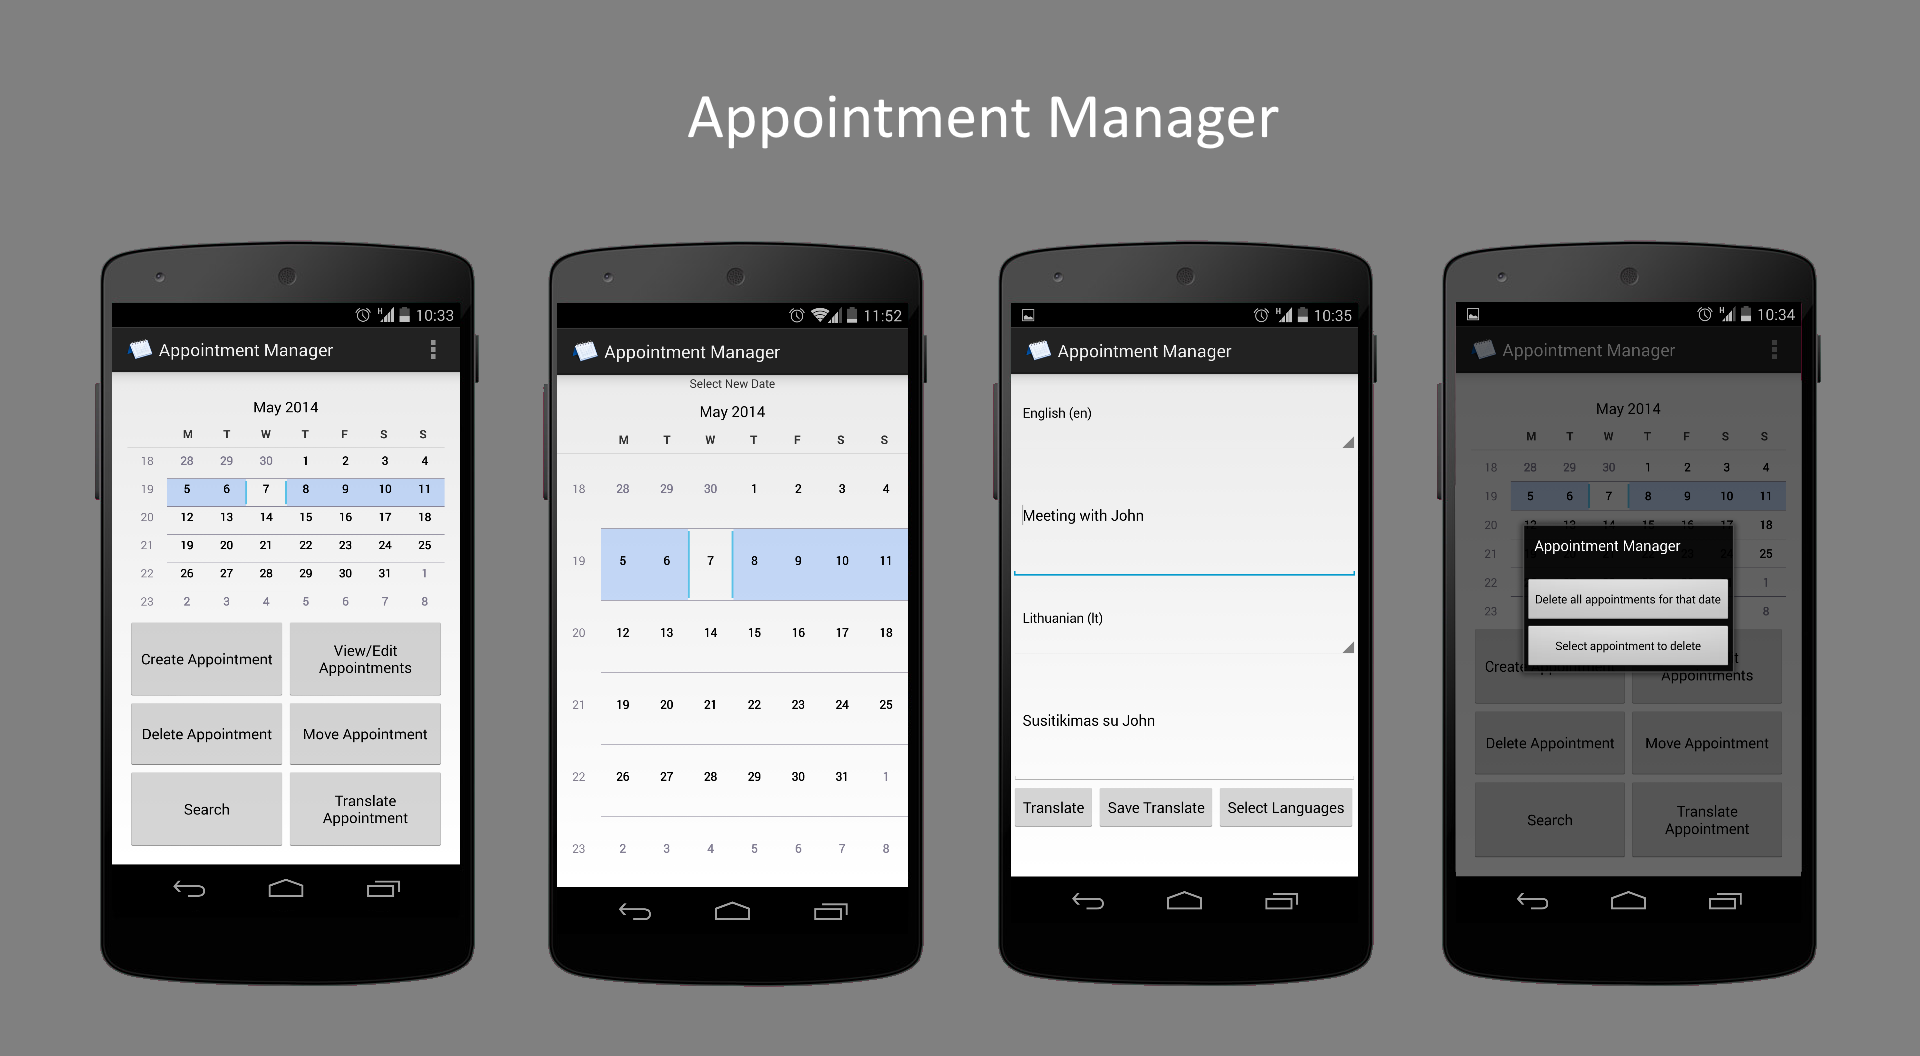 Appointment Manager
H 10:33
Appointment Manager
May 2014
M T W T F S S
18 28 29 30 1 2 3 4
19 5 6 7 8 9 10 11
20 12 13 14 15 16 17 18
21 19 20 21 22 23 24 25
22 26 27 28 29 30 31 1
23 2 3 4 5 6 7 8
Create Appointment
View/Edit
Appointments
Delete Appointment
Move Appointment
Search
Translate
Appointment
11:52
Appointment Manager
Select New Date
May 2014
M T W T F S S
18 28 29 30 1 2 3 4
19 5 6 7 8 9 10 11
20 12 13 14 15 16 17 18
21 19 20 21 22 23 24 25
22 26 27 28 29 30 31 1
23 2 3 4 5 6 7 8
H 10:35
Appointment Manager
English (en)
Meeting with John
Lithuanian (lt)
Susitikimas su John
Translate
Save Translate
Select Languages
H 10:34
Appointment Manager
May 2014
M T W T F S S
18 28 29 30 1 2 3 4
19 5 6 7 8 9 10 11
20 18
21 25
22 1
23 8
Appointment Manager
Delete all appointments for that date
Select appointment to delete
Appointments
Delete Appointment
Move Appointment
Search
Translate
Appointment